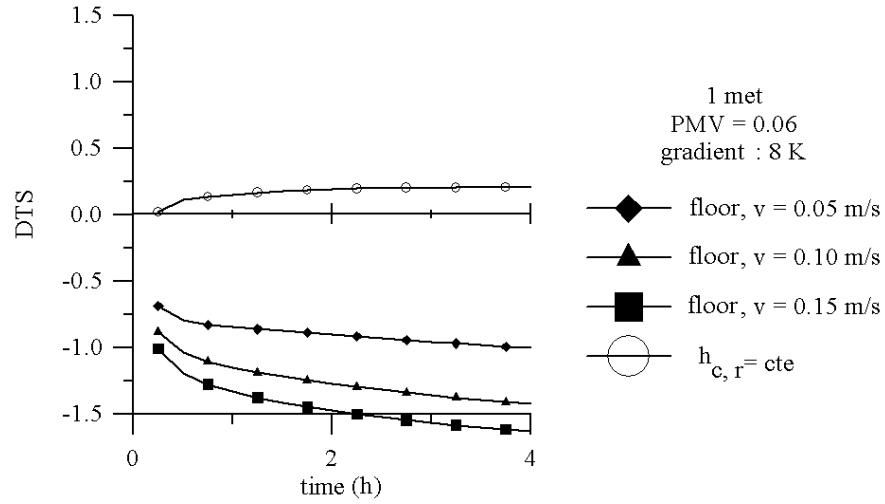 1.5
1.0
0.5
0.0
-0.5
-1.0
-1.5
DTS
0
2
4
time (h)
1 met
PMV = 0.06
gradient : 8 K
floor, v = 0.05 m/s
floor, v = 0.10 m/s
floor, v = 0.15 m/s
h c, r= cte